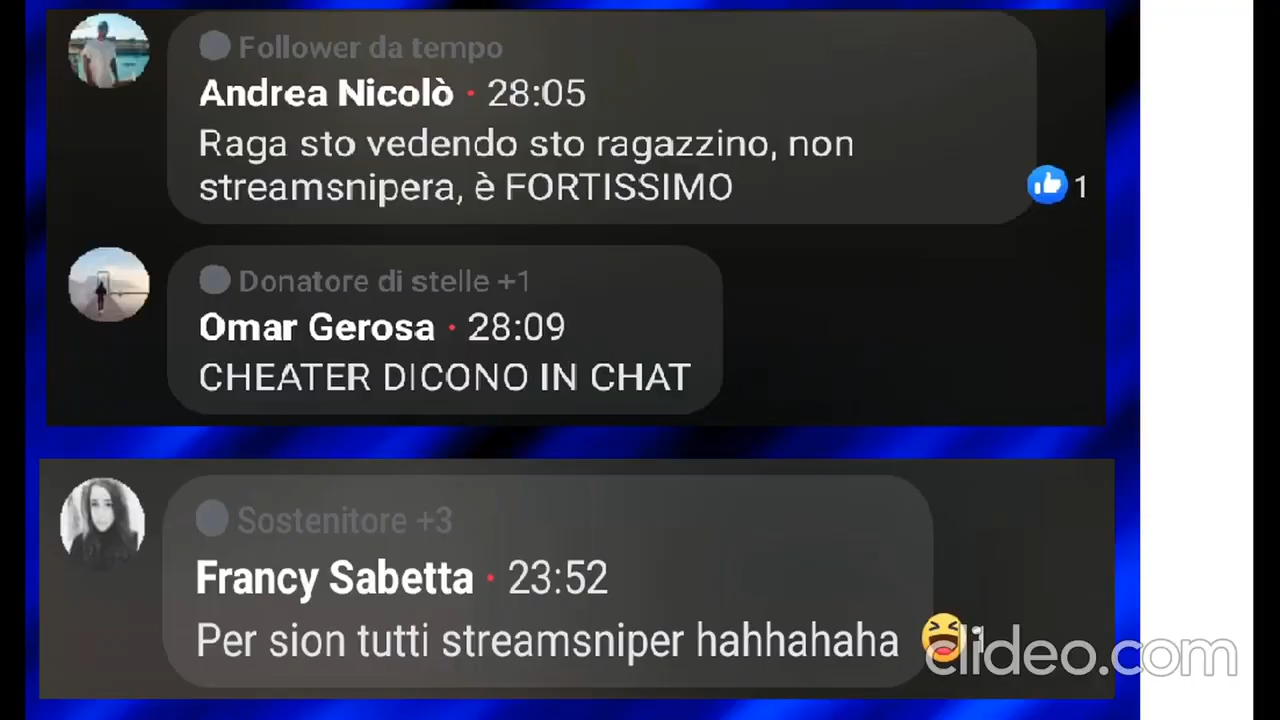 Follower da tempo
Andrea Nicolò · 28:05
Raga sto vedendo sto ragazzino, non
streamsnipera, è FORTISSIMO
1
Donatore di stelle +1
Omar Gerosa · 28:09
CHEATER DICONO IN CHAT
Sostenitore +3
Francy Sabetta · 23:52
Per sion tutti streamsniper hahhahaha
1
clideo.com